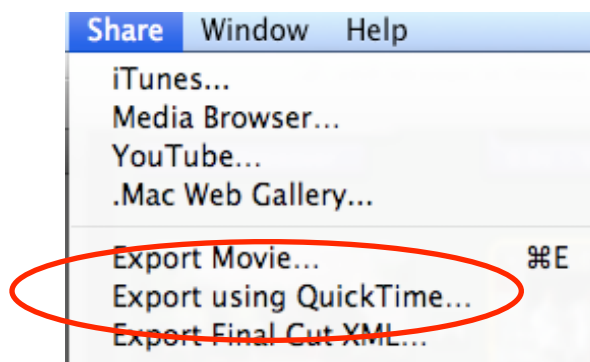 Share Window Help
iTunes...
Media Browser...
YouTube...
.Mac Web Gallery...
Export Movie... ⌘E
Export using QuickTime...
Export Final Cut XML...